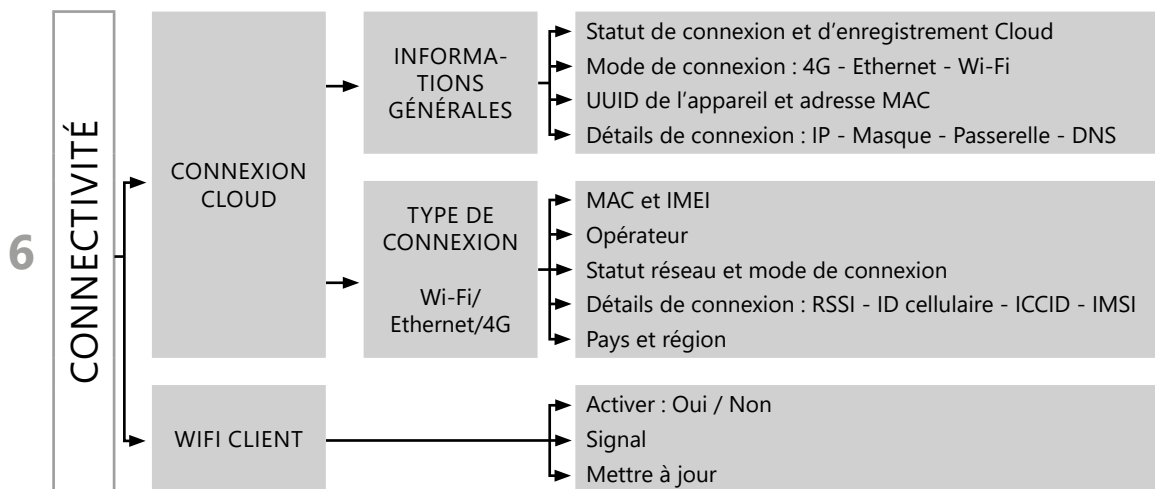 6
CONNECTIVITÉ
CONNEXION
CLOUD
INFORMA-
TIONS
GÉNÉRALES
Statut de connexion et d'enregistrement Cloud
Mode de connexion : 4G - Ethernet - Wi-Fi
UUID de l'appareil et adresse MAC
Détails de connexion : IP - Masque - Passerelle - DNS
TYPE DE
CONNEXION
Wi-Fi/
Ethernet/4G
MAC et IMEI
Opérateur
Statut réseau et mode de connexion
Détails de connexion : RSSI - ID cellulaire - ICCID - IMSI
Pays et région
WIFI CLIENT
Activer : Oui / Non
Signal
Mettre à jour